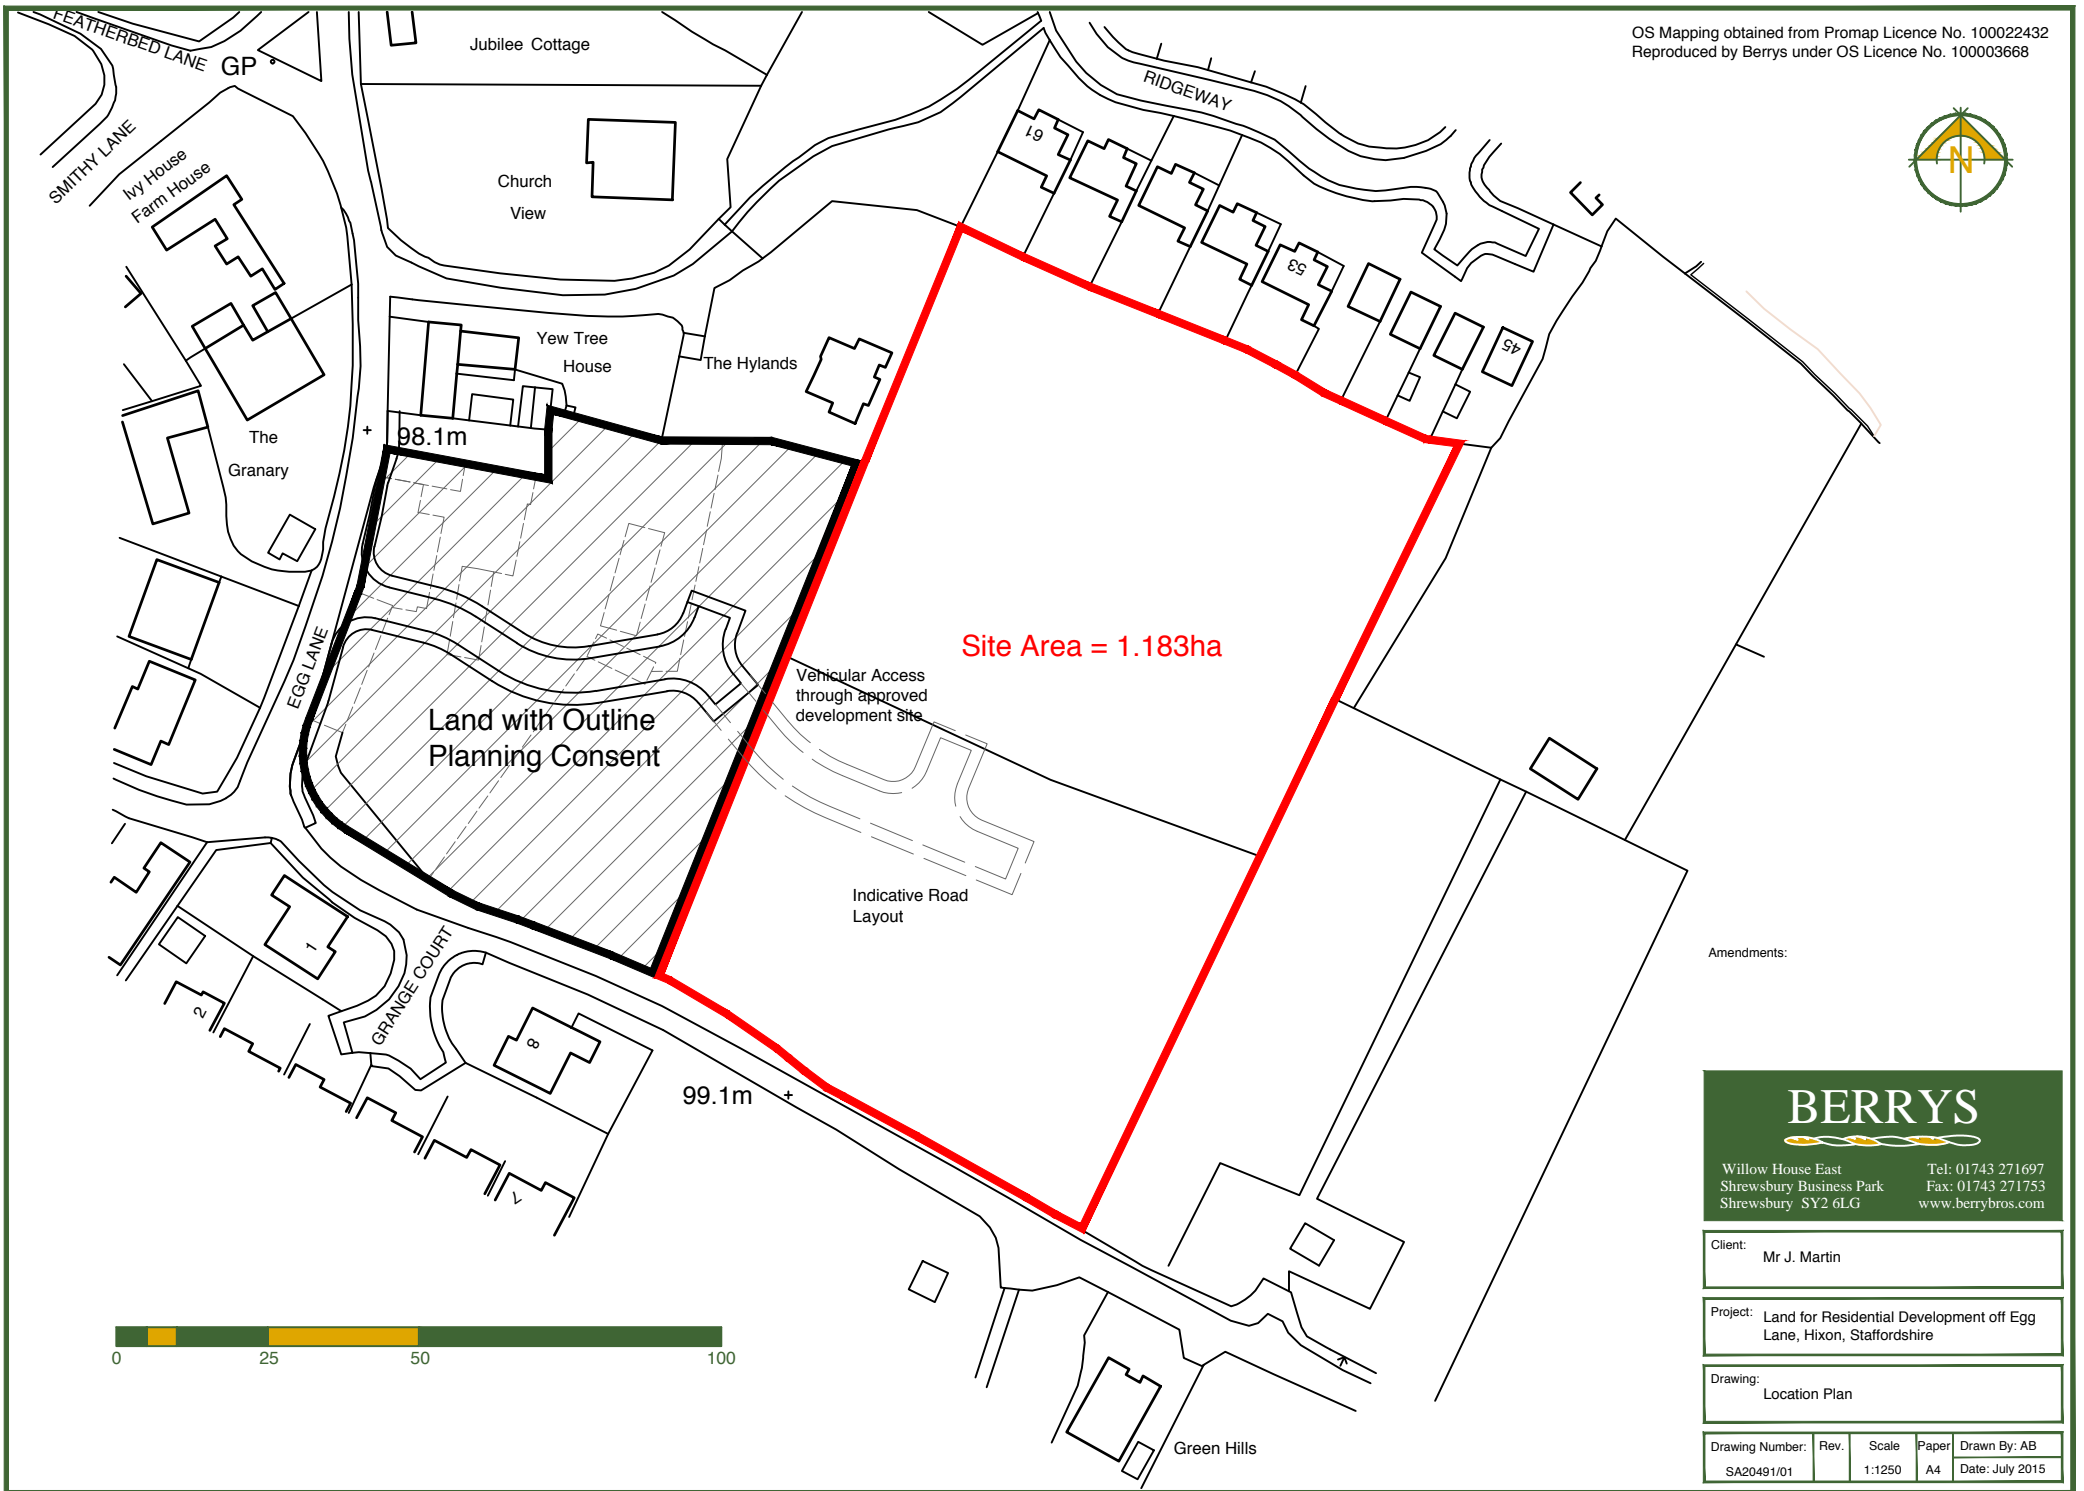 OS Mapping obtained from Promap Licence No. 100022432
Reproduced by Berrys under OS Licence No. 100003668
FEATHERBED LANE
GP
Jubilee Cottage
RIDGEWAY
SMITHY LANE
Ivy House
Farm House
Church
View
61
53
45
N
Yew Tree
House
The Hylands
98.1m
The
Granary
EGG LANE
Site Area = 1.183ha
Vehicular Access
through approved
development site
Land with Outline
Planning Consent
Indicative Road
Layout
GRANGE COURT
1
2
8
7
99.1m
Green Hills
0
25
50
100
Amendments:
BERRYS
Willow House East
Shrewsbury Business Park
Shrewsbury SY2 6LG
Tel: 01743 271697
Fax: 01743 271753
www.berrybros.com
Client:
Mr J. Martin
Project:
Land for Residential Development off Egg
Lane, Hixon, Staffordshire
Drawing:
Location Plan
Drawing Number:
SA20491/01
Rev.
Scale
1:1250
Paper
A4
Drawn By: AB
Date: July 2015